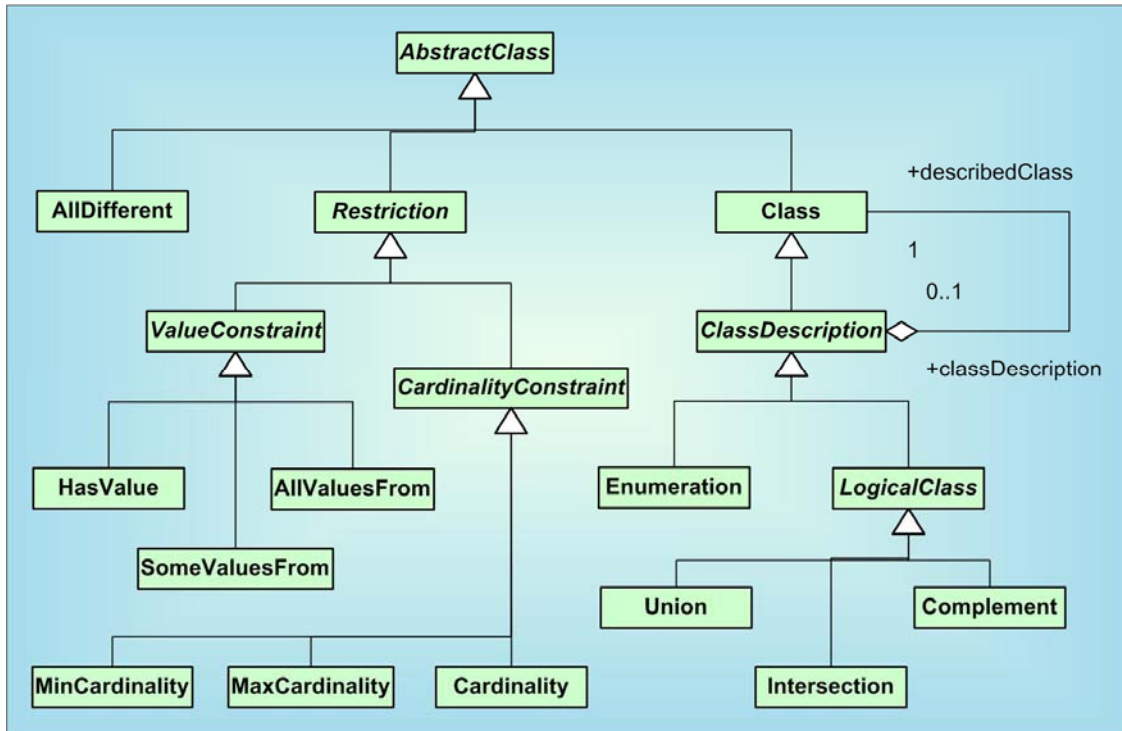 AbstractClass
+describedClass
AllDifferent
Restriction
Class
1
0..1
ValueConstraint
ClassDescription
+classDescription
CardinalityConstraint
HasValue
AllValuesFrom
Enumeration
LogicalClass
SomeValuesFrom
Union
Complement
MinCardinality
MaxCardinality
Cardinality
Intersection